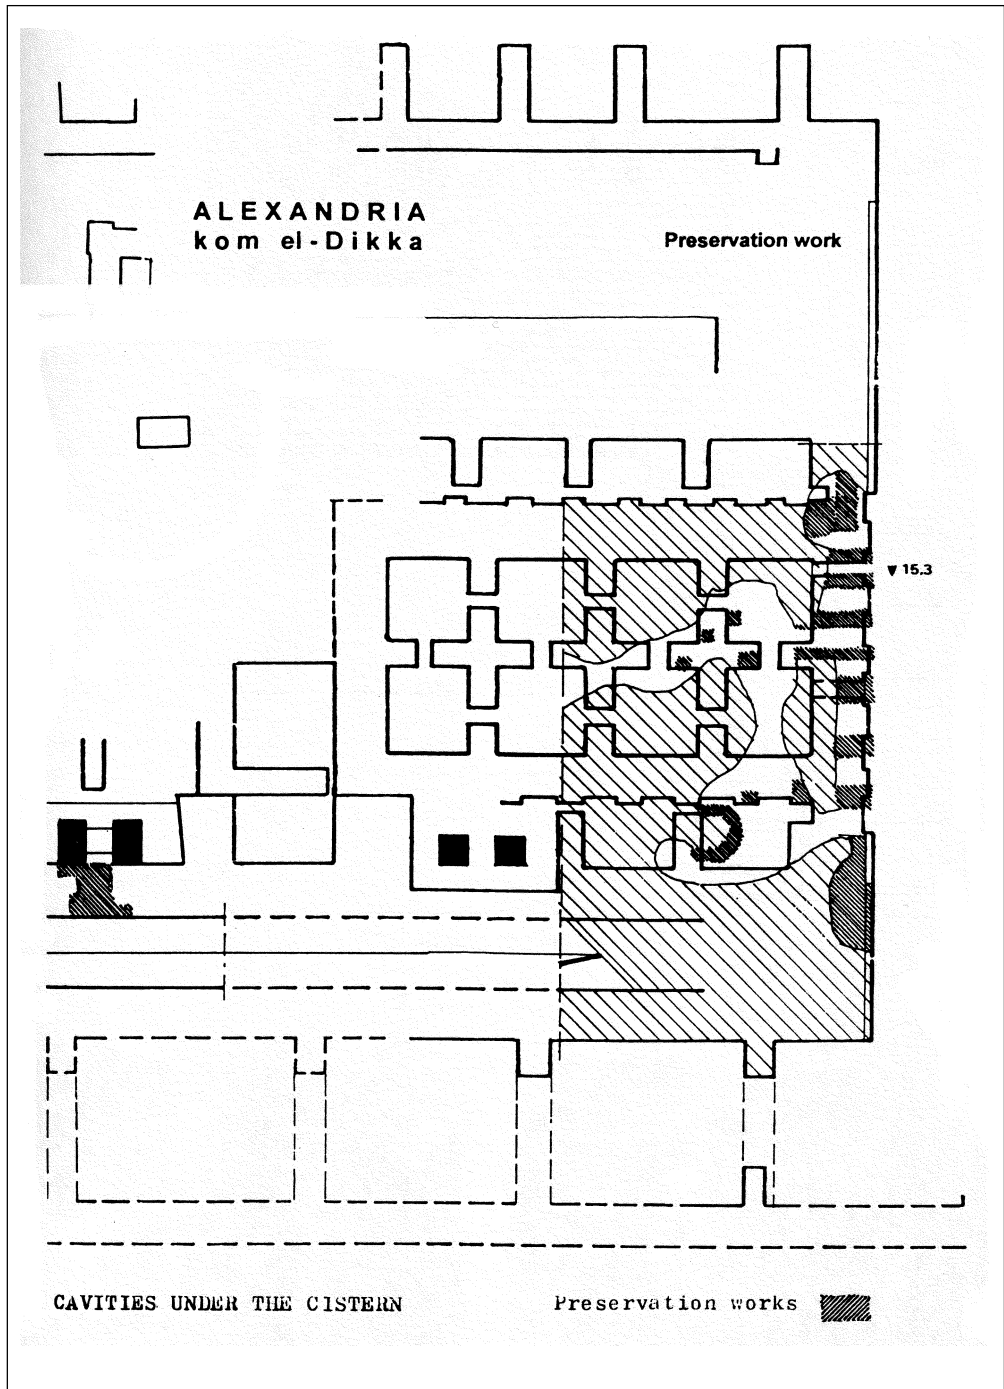 ALEXANDRIA
kom el-Dikka
Preservation work
▼ 15.3
CAVITIES UNDER THE CISTERN
Preservation works